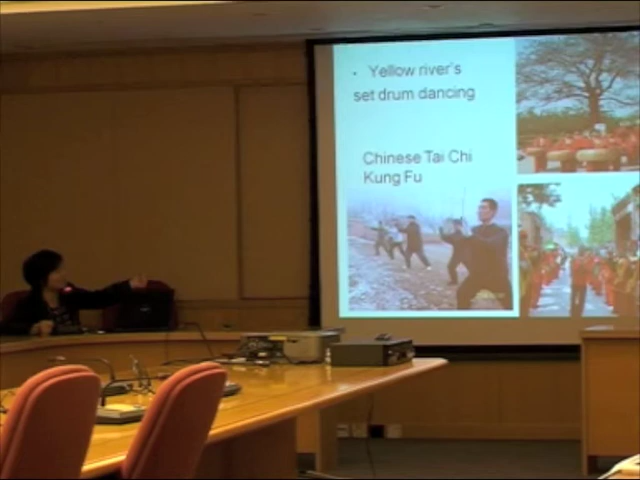 • Yellow river's
set drum dancing
Chinese Tai Chi
Kung Fu